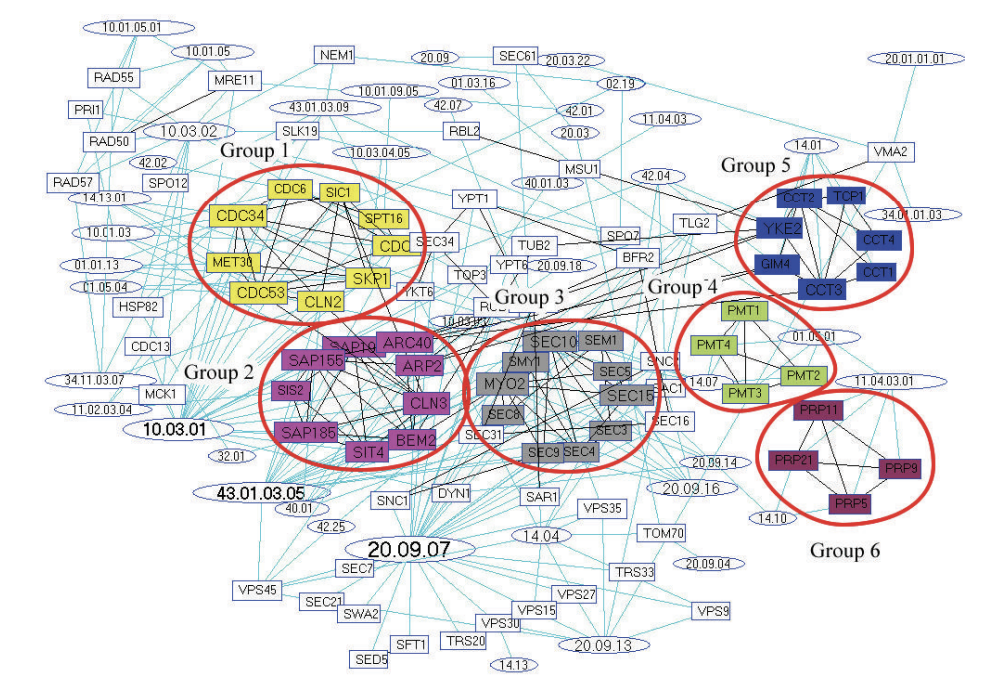 10.01.05.01
10.01.05
NEM1
20.09
SEC61
20.03.22
20.01.01.01
RAD55
MRE11
01.03.16
02.19
10.01.09.05
PRI1
43.01.03.09
42.07
42.01
10.03.02
SLK19
RBL2
20.03
11.04.03
RAD50
14.01
VMA2
Group 1
10.03.04.05
42.02
MSU1
Group 5
RAD57
SPO12
CDC6
SIC1
40.01.03
42.04
14.13.01
YPT1
CCT2
TCP1
CDC34
SPT16
TLG2
34.01.01.03
10.01.03
CDC
SEC34
TUB2
SPO7
YKE2
CCT4
01.01.13
MET30
SKP1
TOP3
YPT6
20.09.18
BFR2
GIM4
CCT1
01.05.04
CDC53
CLN2
YKT6
Group 3
Group 4
CCT3
HSP82
PMT1
ARC40
SEC10
SEM1
01.05.01
CDC13
SAP155
ARP2
SMY1
PMT4
Group 2
SEC5
34.11.03.07
SIS2
MYO2
SEC15
14.07
PMT2
11.04.03.01
MCK1
CLN3
PMT3
11.02.03.04
SEC8
SEC16
PRP11
10.03.01
SAP185
BEM2
SEC31
SEC3
32.01
SIT4
SEC9
SEC4
20.09.14
PRP21
PRP9
43.01.03.05
SNC1
DYN1
SAR1
20.09.16
PRP5
40.01
VPS35
14.10
42.25
14.04
TOM70
20.09.07
Group 6
SEC7
TRS33
20.09.04
VPS45
SEC21
SWA2
VPS27
VPS15
VPS9
VPS30
SFT1
TRS20
20.09.13
SED5
14.13